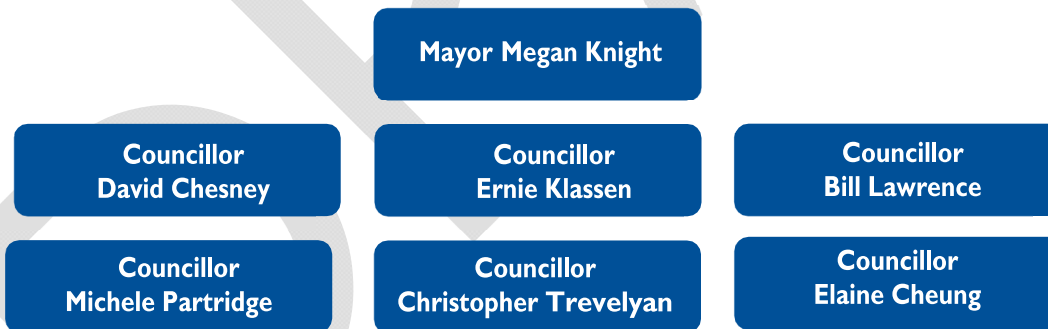 Mayor Megan Knight
Councillor
David Chesney
Councillor
Ernie Klassen
Councillor
Bill Lawrence
Councillor
Michele Partridge
Councillor
Christopher Trevelyan
Councillor
Elaine Cheung